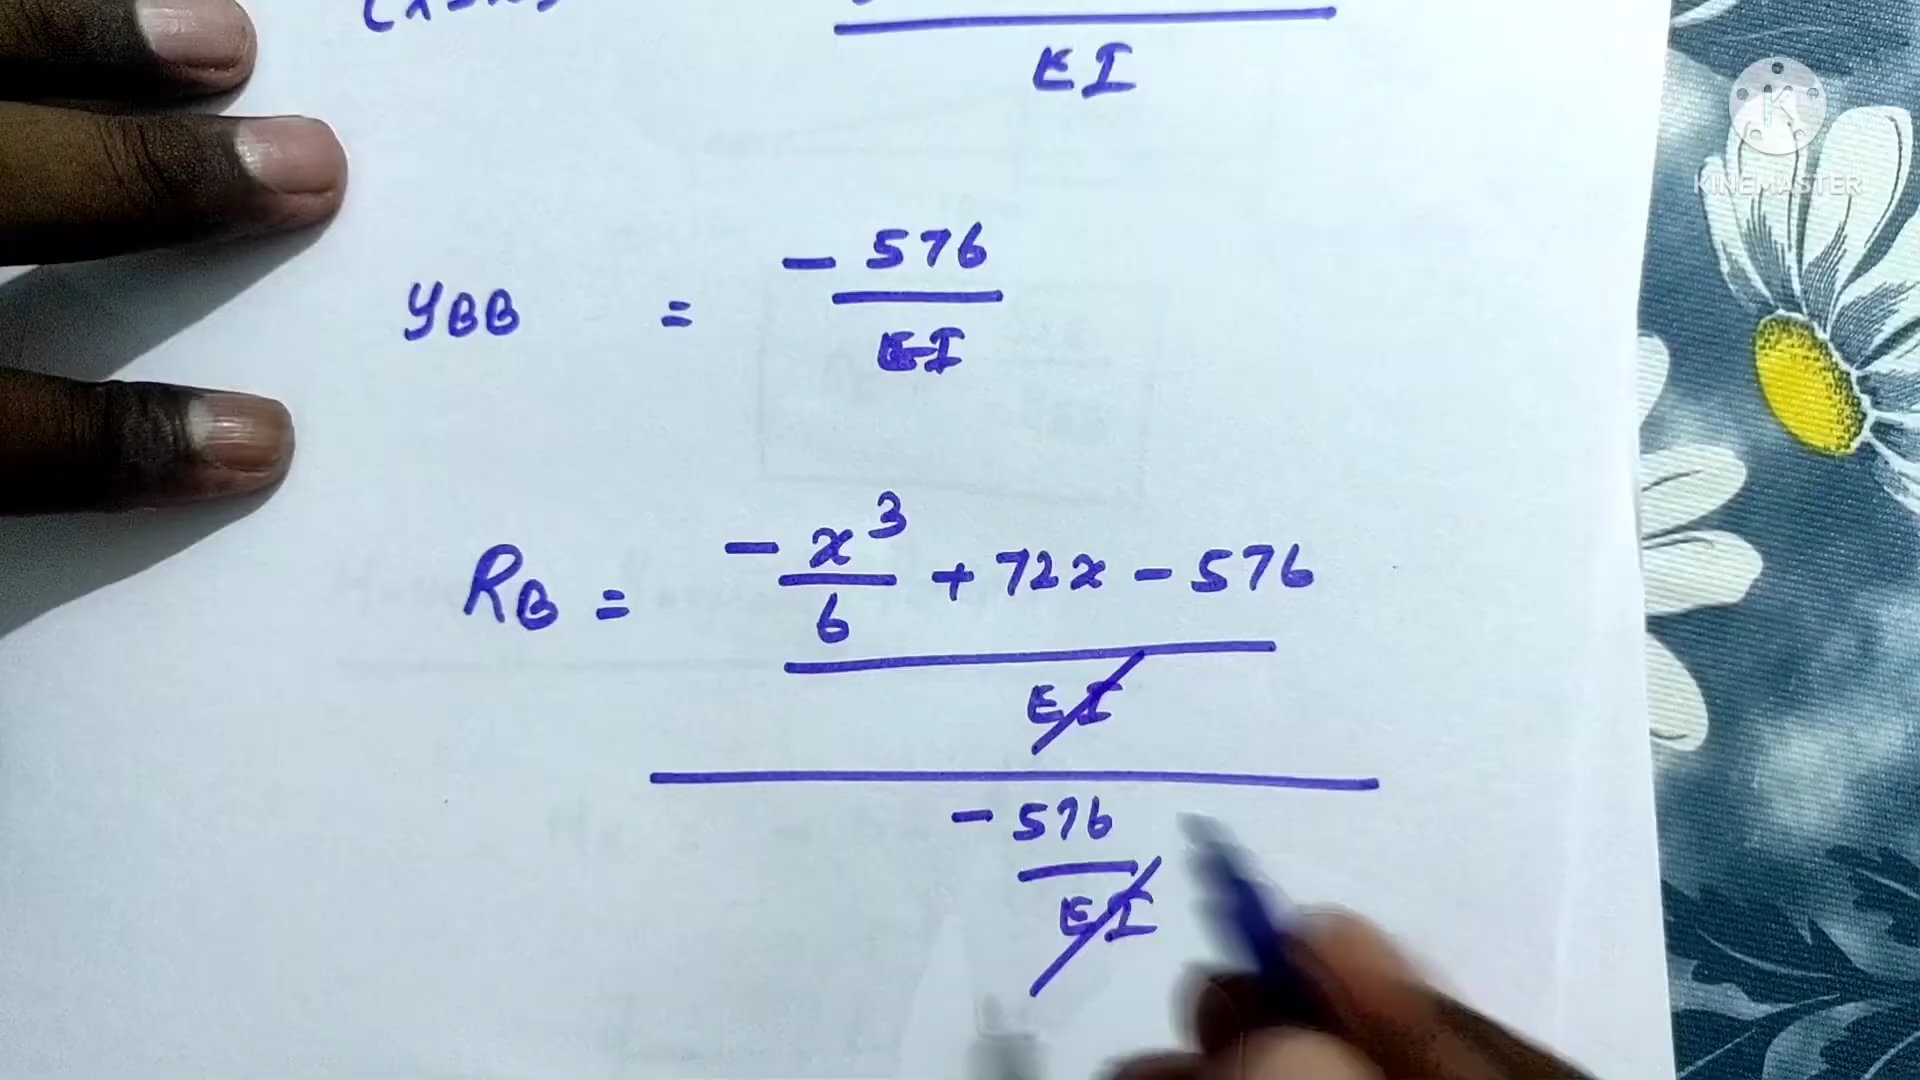 EI
K
KINEMASTER
- 576
yBB =
EI
RB = - x³/6 + 72x - 576
EI
- 576
EI